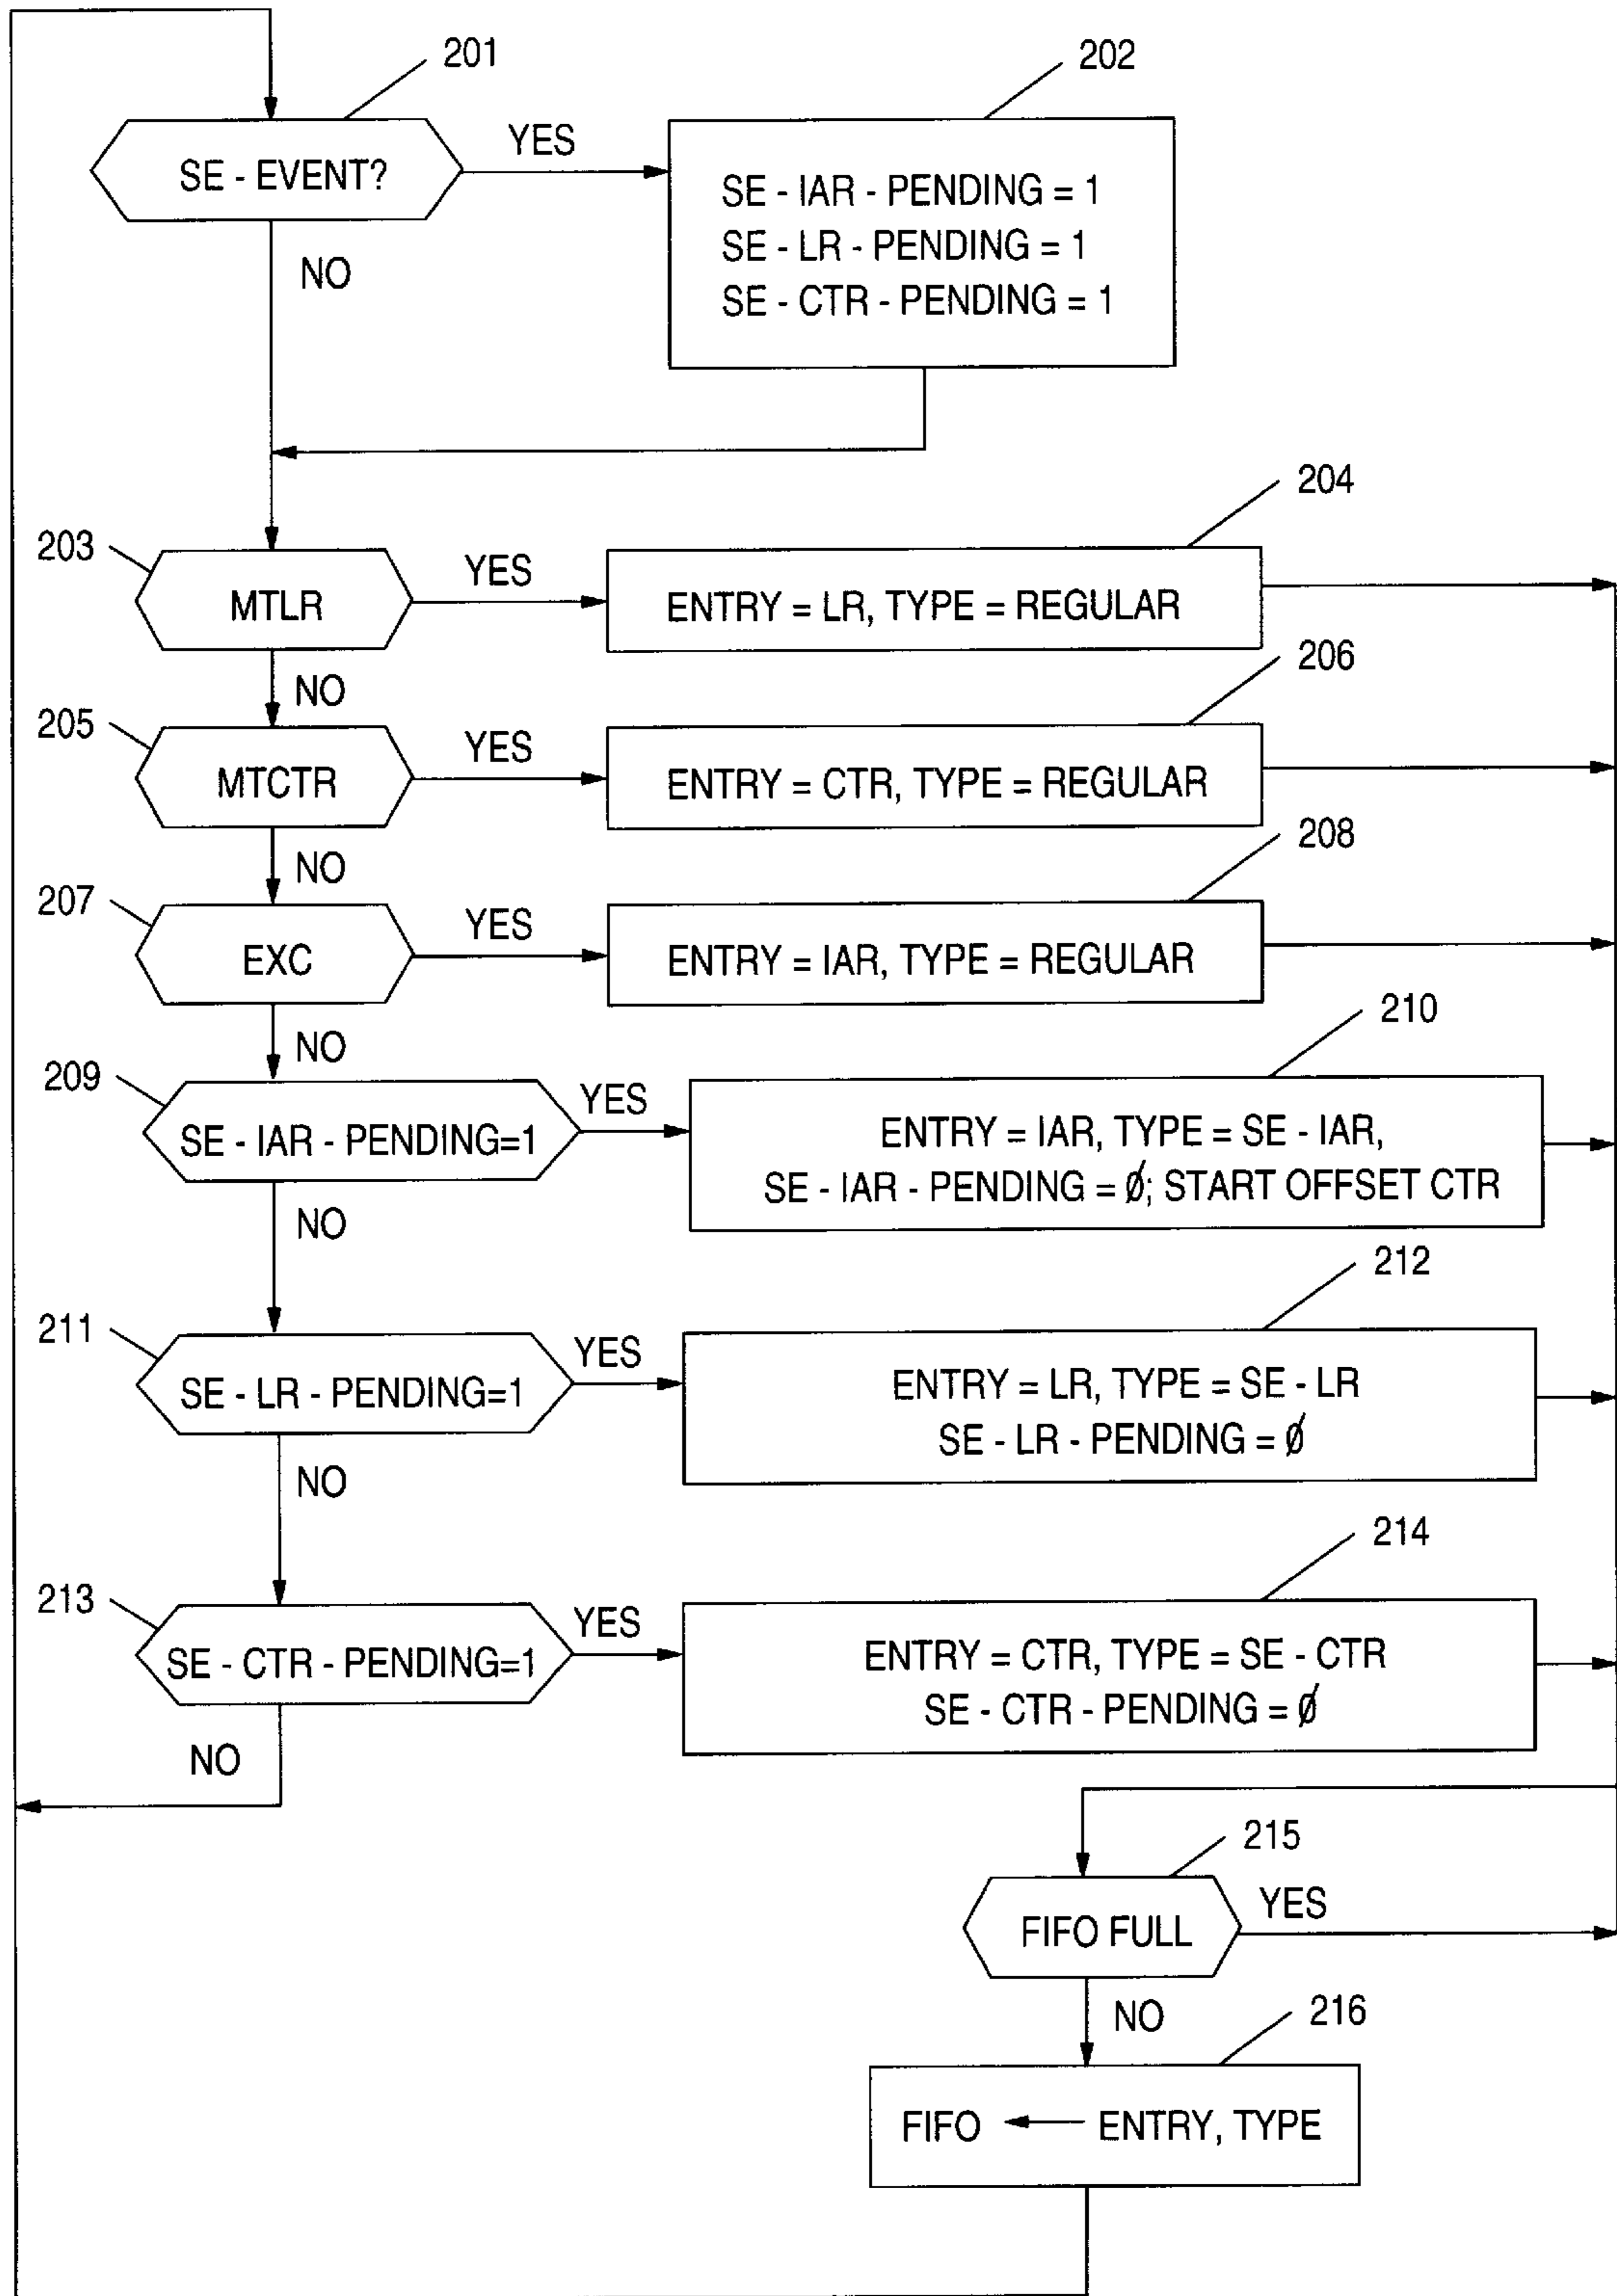 201
202
SE - EVENT?
YES
SE - IAR - PENDING = 1
SE - LR - PENDING = 1
SE - CTR - PENDING = 1
NO
203
MTLR
YES
204
ENTRY = LR, TYPE = REGULAR
NO
205
MTCTR
YES
206
ENTRY = CTR, TYPE = REGULAR
NO
207
EXC
YES
208
ENTRY = IAR, TYPE = REGULAR
NO
209
SE - IAR - PENDING=1
YES
210
ENTRY = IAR, TYPE = SE - IAR,
SE - IAR - PENDING = Ø; START OFFSET CTR
NO
211
SE - LR - PENDING=1
YES
212
ENTRY = LR, TYPE = SE - LR
SE - LR - PENDING = Ø
NO
213
SE - CTR - PENDING=1
YES
214
ENTRY = CTR, TYPE = SE - CTR
SE - CTR - PENDING = Ø
NO
215
FIFO FULL
YES
NO
216
FIFO ← ENTRY, TYPE